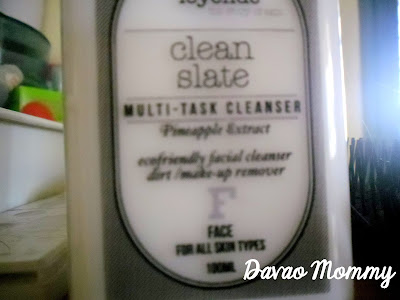 clean
slate
MULTI-TASK CLEANSER
Pineapple Extract
ecofriendly facial cleanser
dirt /make-up remover
F
FACE
FOR ALL SKIN TYPES
100ML
Davao Mommy